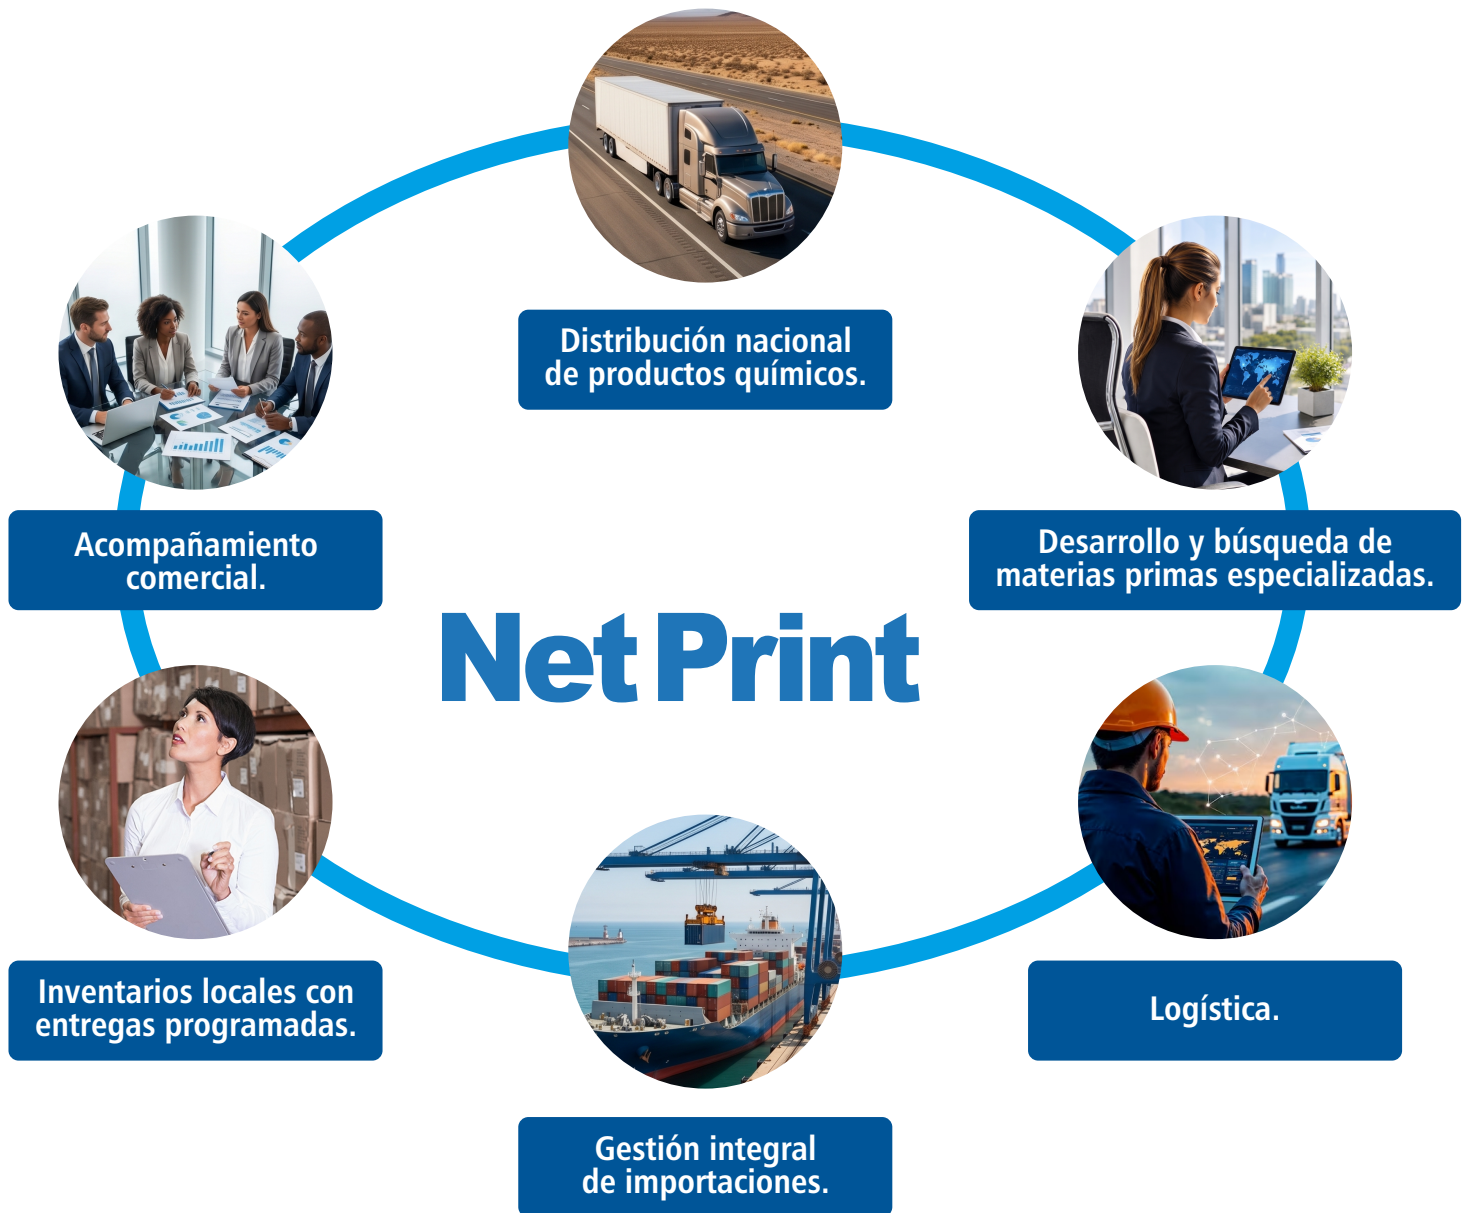 Distribución nacional
de productos químicos.
Acompañamiento
comercial.
Desarrollo y búsqueda de
materias primas especializadas.
Net Print
Inventarios locales con
entregas programadas.
Logística.
Gestión integral
de importaciones.